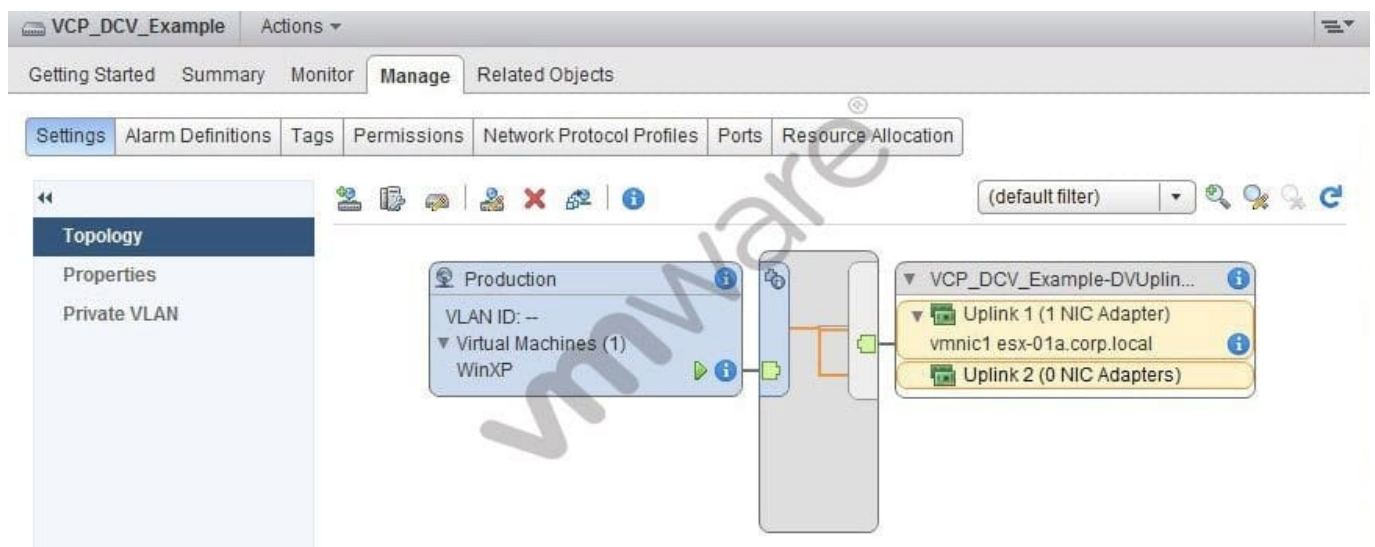 VCP_DCV_Example Actions
Getting Started Summary Monitor Manage Related Objects
Settings Alarm Definitions Tags Permissions Network Protocol Profiles Ports Resource Allocation
(default filter)
Topology
Properties
Private VLAN
Production
VLAN ID: --
Virtual Machines (1)
WinXP
VCP_DCV_Example-DVUplin...
Uplink 1 (1 NIC Adapter)
vmnic1 esx-01a.corp.local
Uplink 2 (0 NIC Adapters)
vmware®